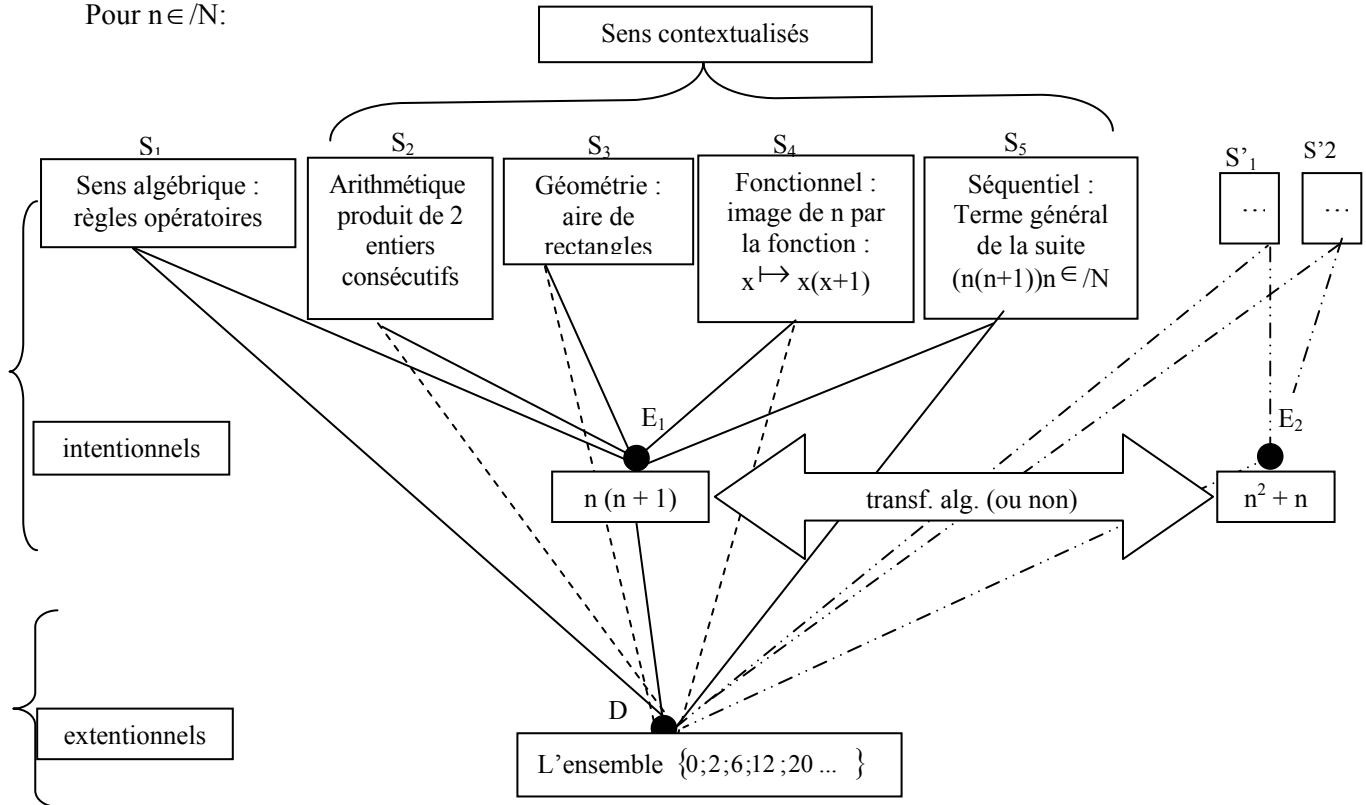 Pour n∈/N:
Sens contextualisés
S₁
Sens algébrique :
règles opératoires
S₂
Arithmétique
produit de 2
entiers
consécutifs
S₃
Géométrie :
aire de
rectangles
S₄
Fonctionnel :
image de n par
la fonction :
x ↦ x(x+1)
S₅
Séquentiel :
Terme général
de la suite
(n(n+1))n ∈ /N
S’₁
…
S’2
…
intentionnels
E₁
n (n + 1)
transf. alg. (ou non)
E₂
n² + n
extentionnels
D
L’ensemble {0;2;6;12 ;20 ... }